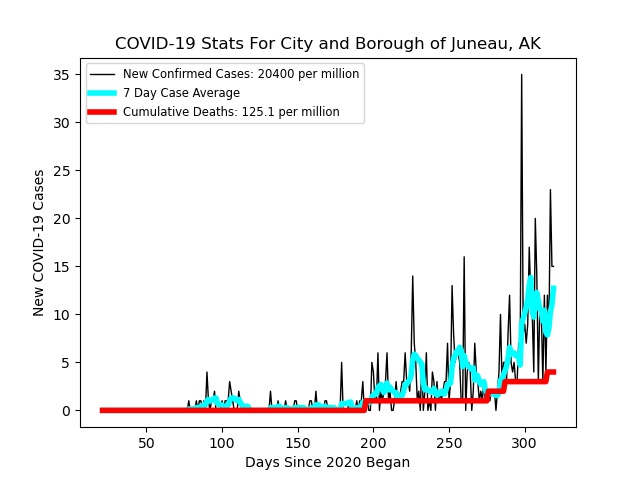 COVID-19 Stats For City and Borough of Juneau, AK
New Confirmed Cases: 20400 per million
7 Day Case Average
Cumulative Deaths: 125.1 per million
New COVID-19 Cases
35
30
25
20
15
10
5
0
50 100 150 200 250 300
Days Since 2020 Began